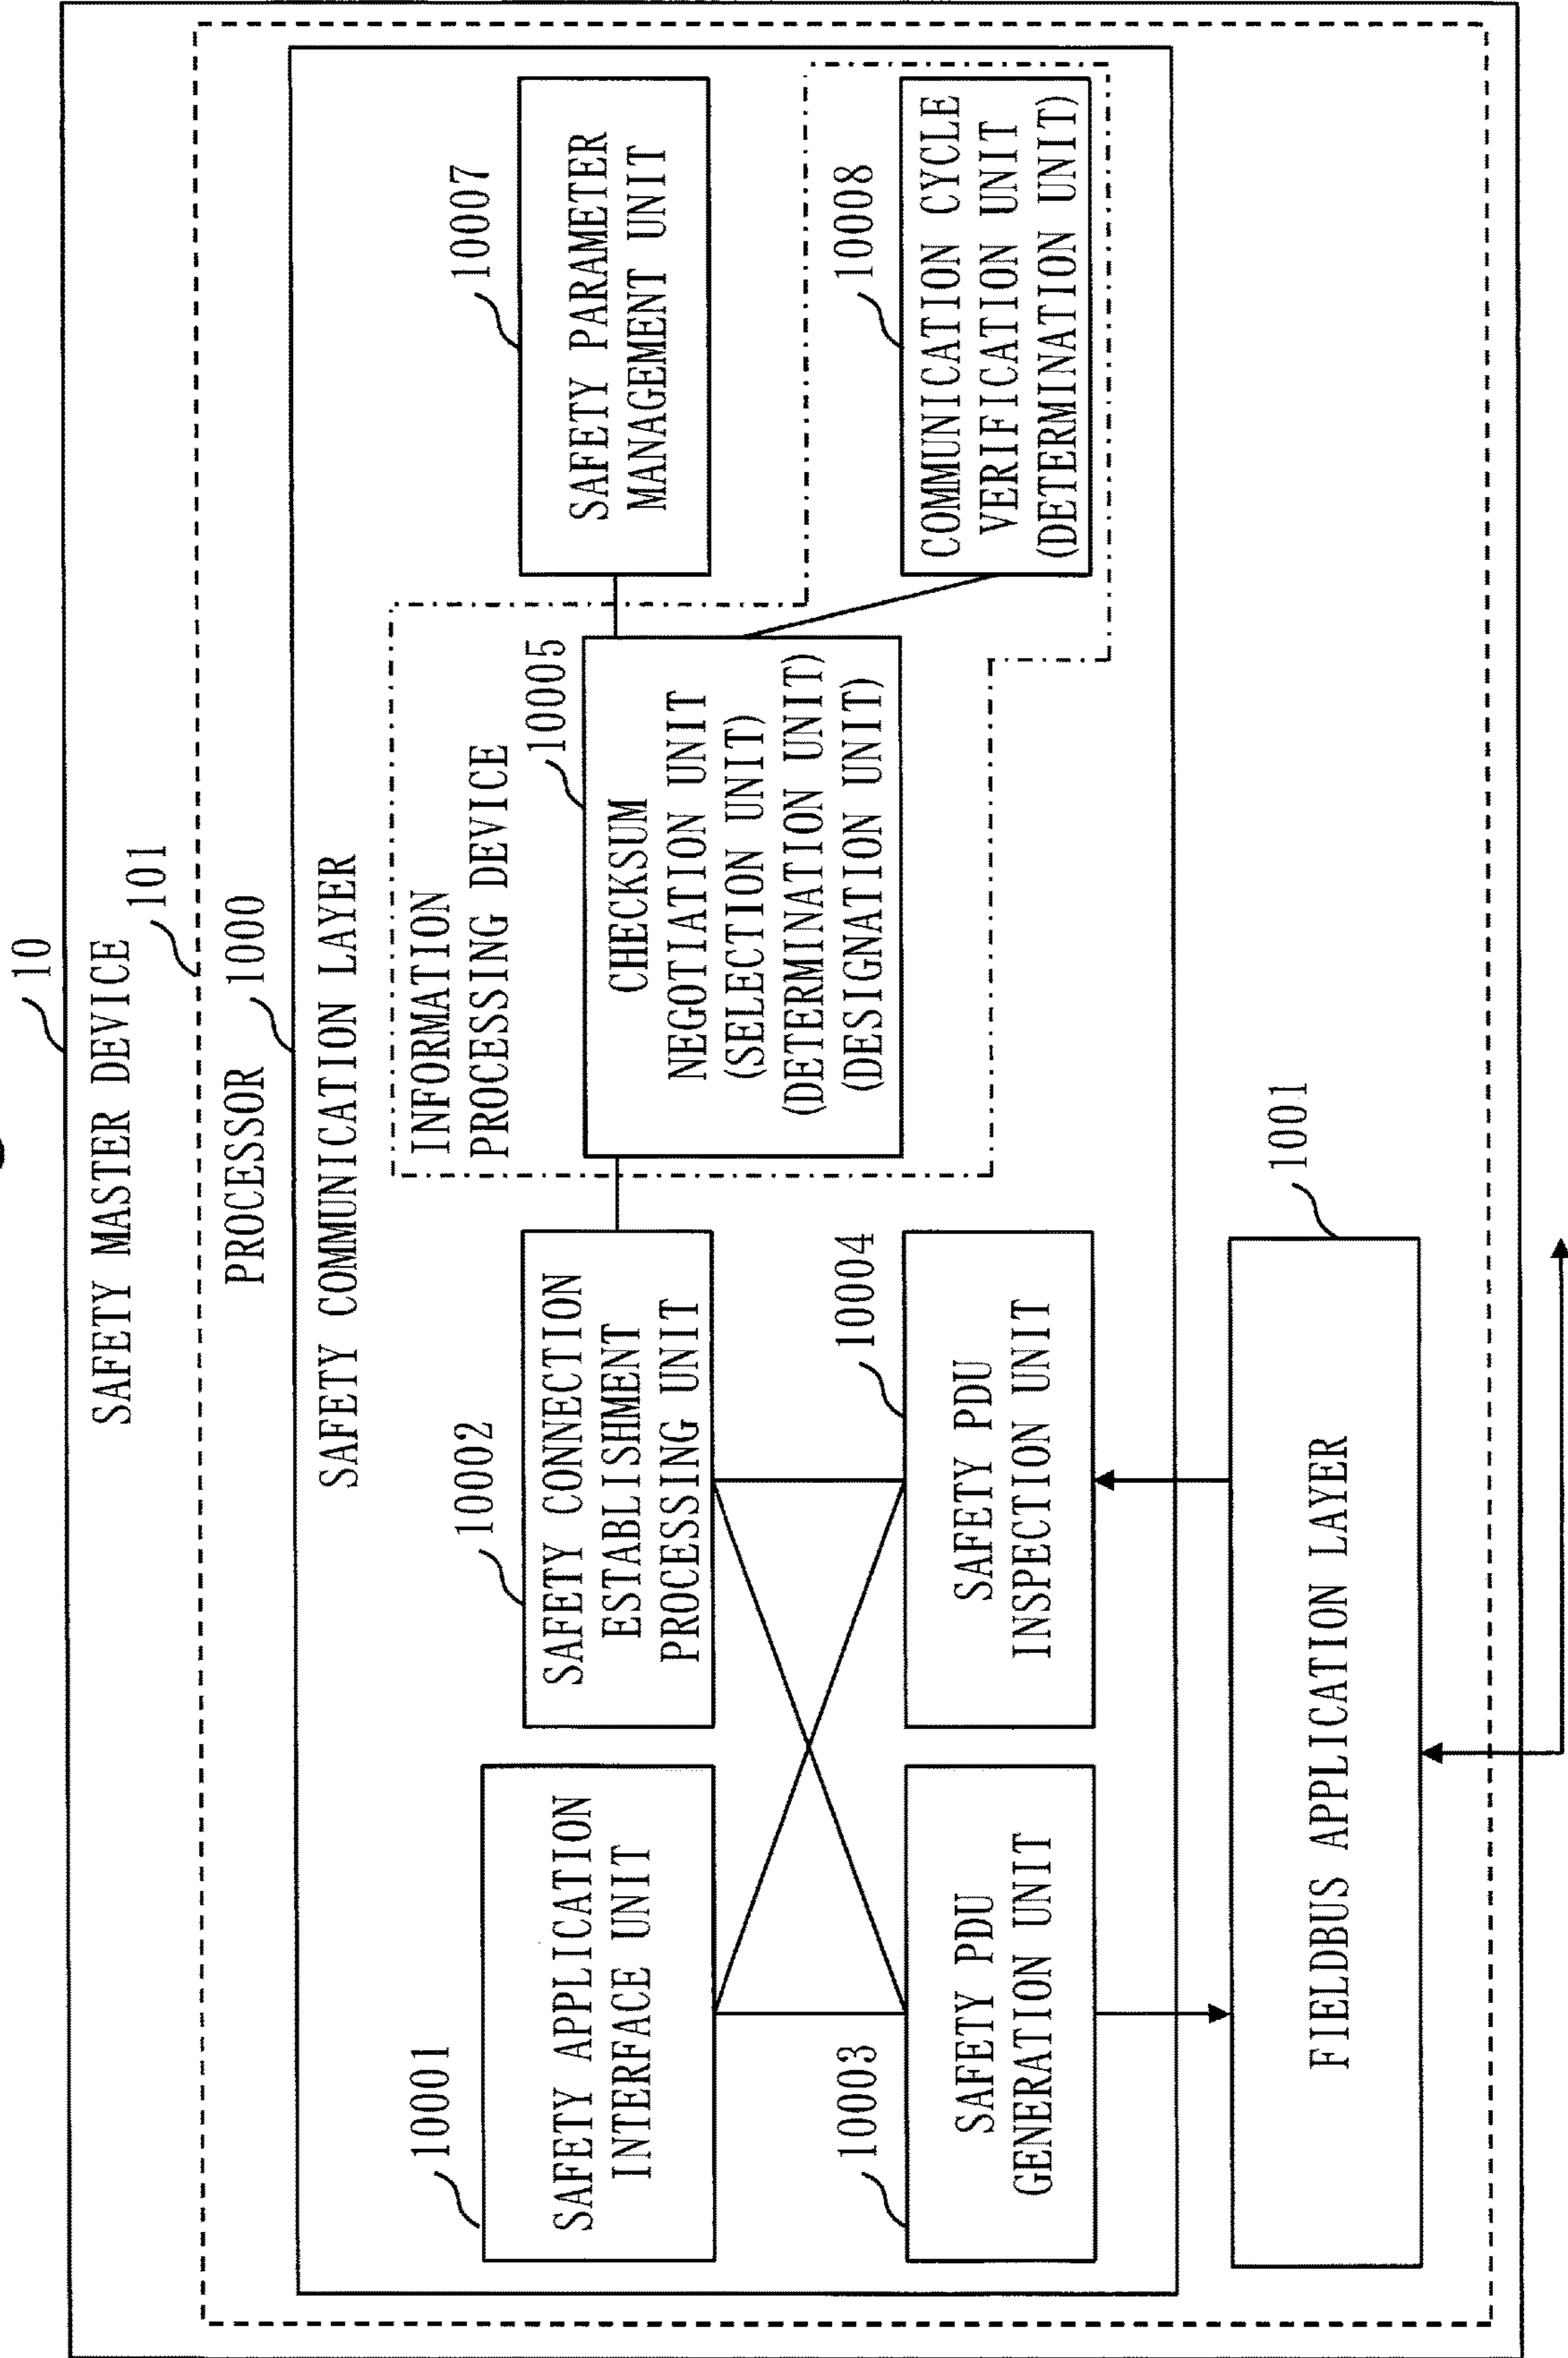 10
SAFETY MASTER DEVICE
101
PROCESSOR
1000
SAFETY COMMUNICATION LAYER
10001
SAFETY APPLICATION
INTERFACE UNIT
10002
SAFETY CONNECTION
ESTABLISHMENT
PROCESSING UNIT
INFORMATION
PROCESSING DEVICE
10005
CHECKSUM
NEGOTIATION UNIT
(SELECTION UNIT)
(DETERMINATION UNIT)
(DESIGNATION UNIT)
10007
SAFETY PARAMETER
MANAGEMENT UNIT
10003
SAFETY PDU
GENERATION UNIT
10004
SAFETY PDU
INSPECTION UNIT
10008
COMMUNICATION CYCLE
VERIFICATION UNIT
(DETERMINATION UNIT)
1001
FIELDBUS APPLICATION LAYER